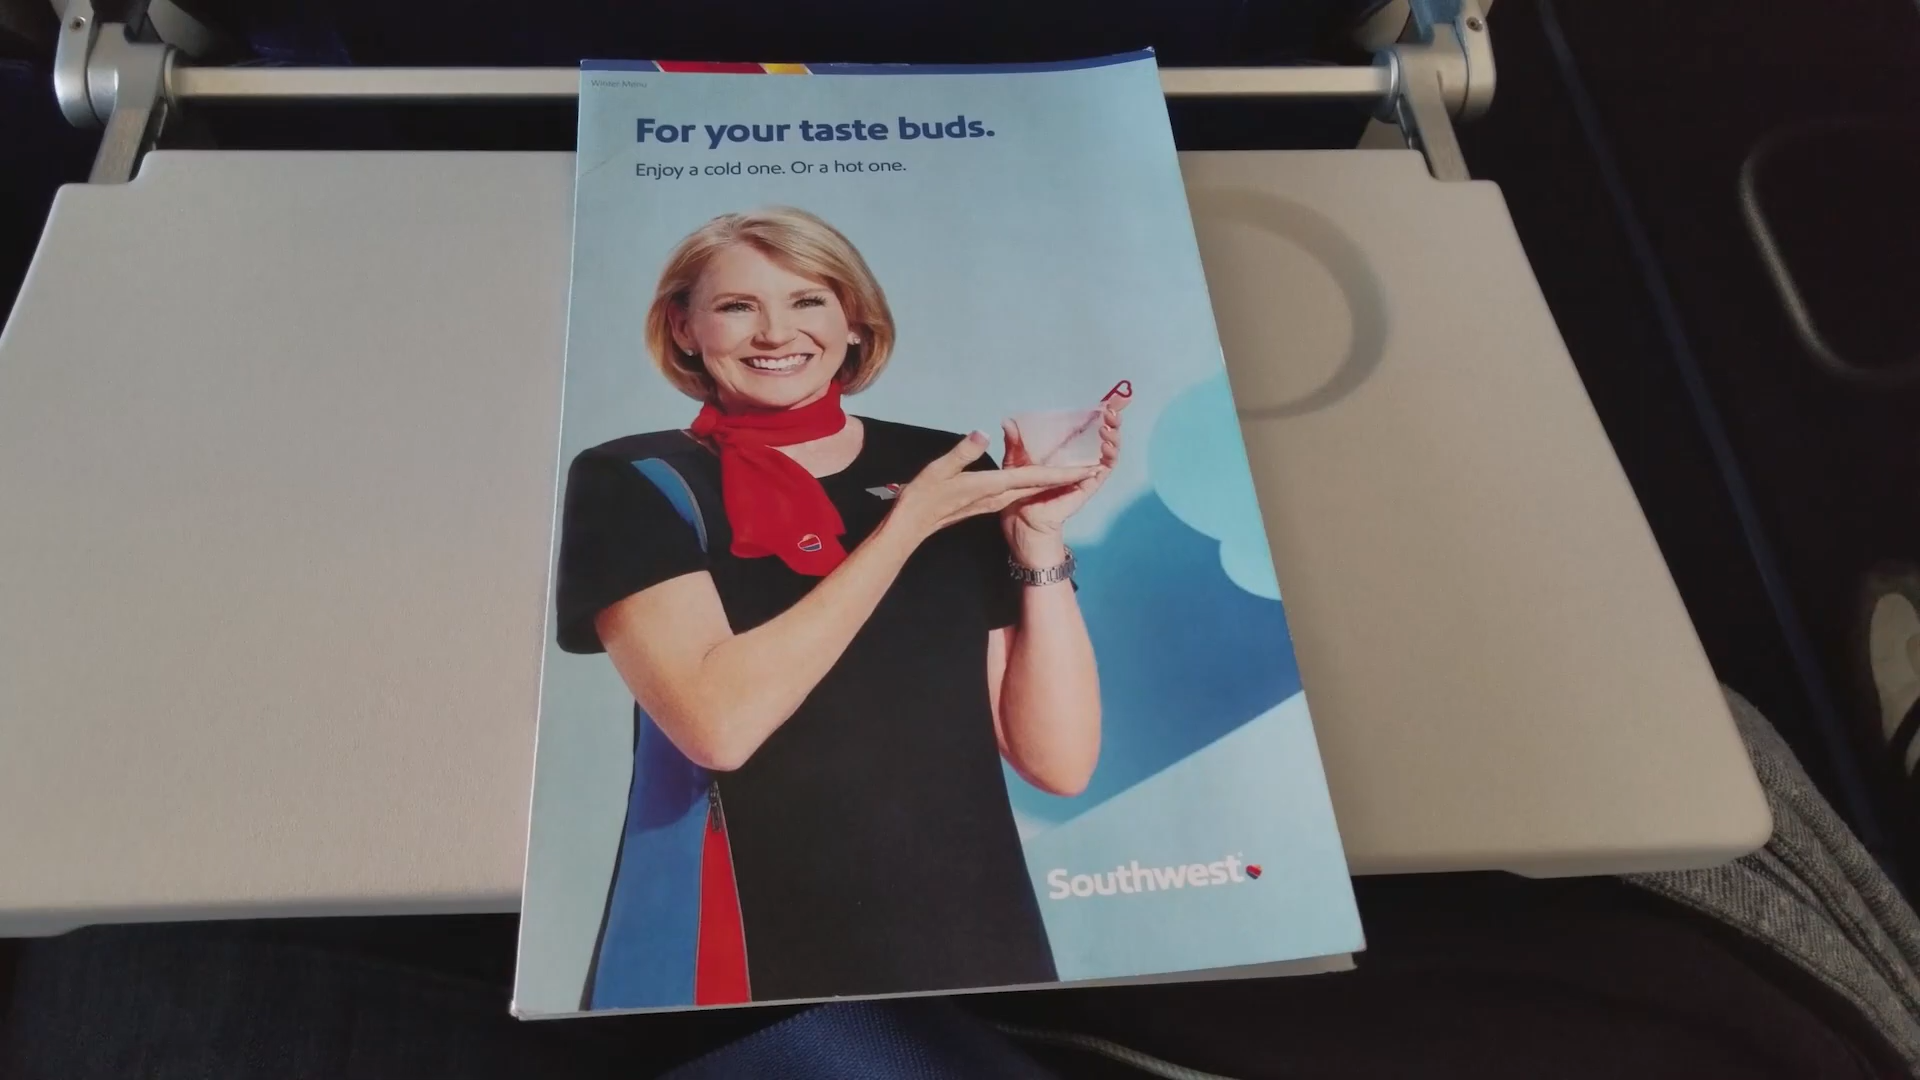 Winter Menu
For your taste buds.
Enjoy a cold one. Or a hot one.
Southwest